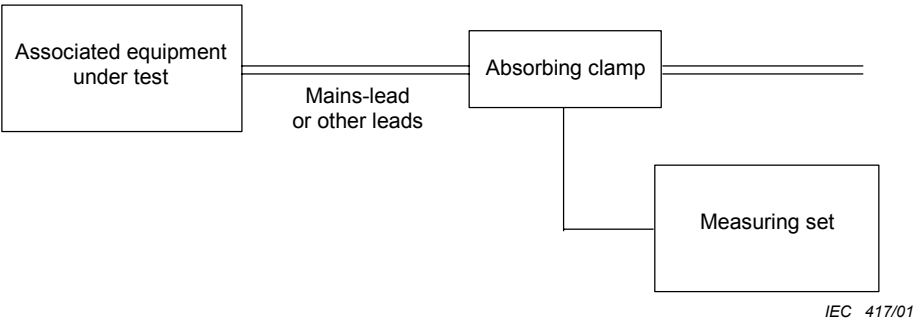 Associated equipment
under test
Mains-lead
or other leads
Absorbing clamp
Measuring set
IEC 417/01